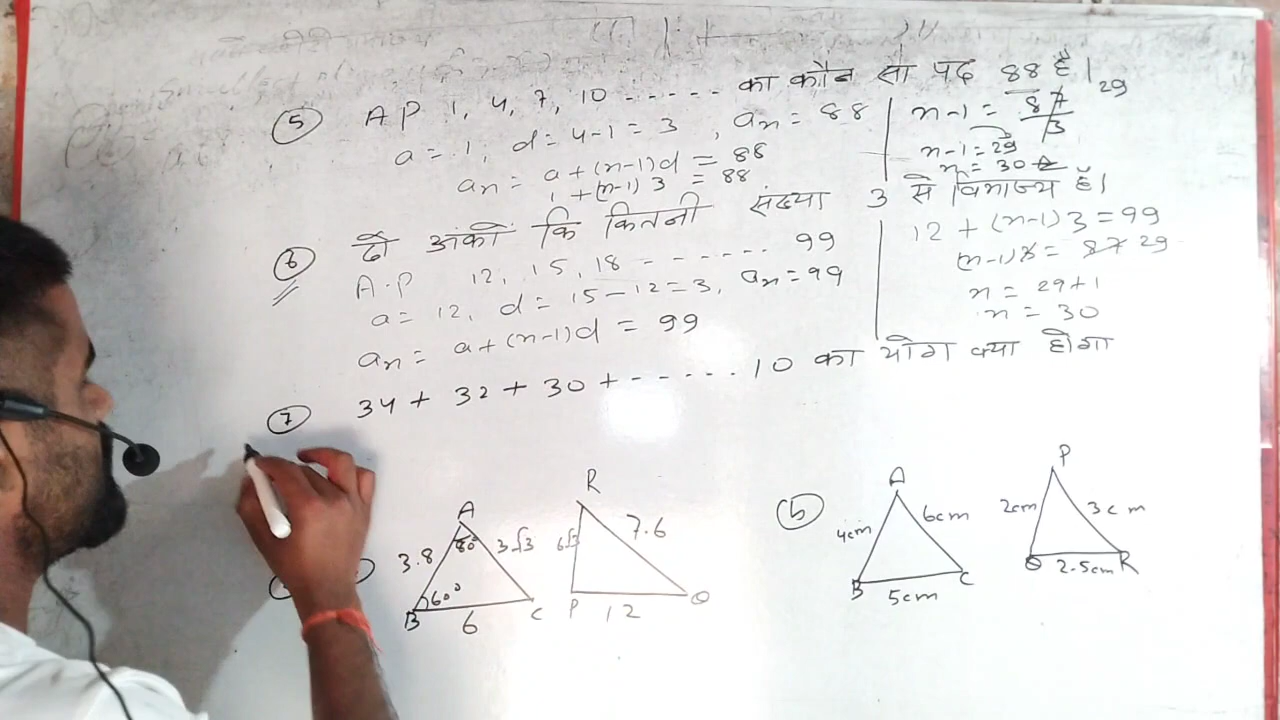 ⑤ A P 1, 4, 7, 10 ------ का कौन सा पद 88 है।
a = 1, d = 4-1 = 3 , an = 88
an = a + (n-1)d = 88
1 + (n-1) 3 = 88
n-1 = 87/3 29
n-1 = 29
n = 30
⑥ दो अंको कि कितनी संख्या 3 से विभाज्य है।
A.P 12, 15, 18 ------- 99
a = 12, d = 15-12 = 3, an = 99
an = a + (n-1)d = 99
12 + (n-1) 3 = 99
(n-1) 3 = 87 29
n = 29+1
n = 30
⑦ 34 + 32 + 30 + ----- 10 का योग क्या होगा
A
3.8
80°
3√3
60°
B
6
C
R
6√3
7.6
P
12
Q
(b)
A
4cm
6cm
B
5cm
C
P
2cm
3cm
Q
2.5cm
R